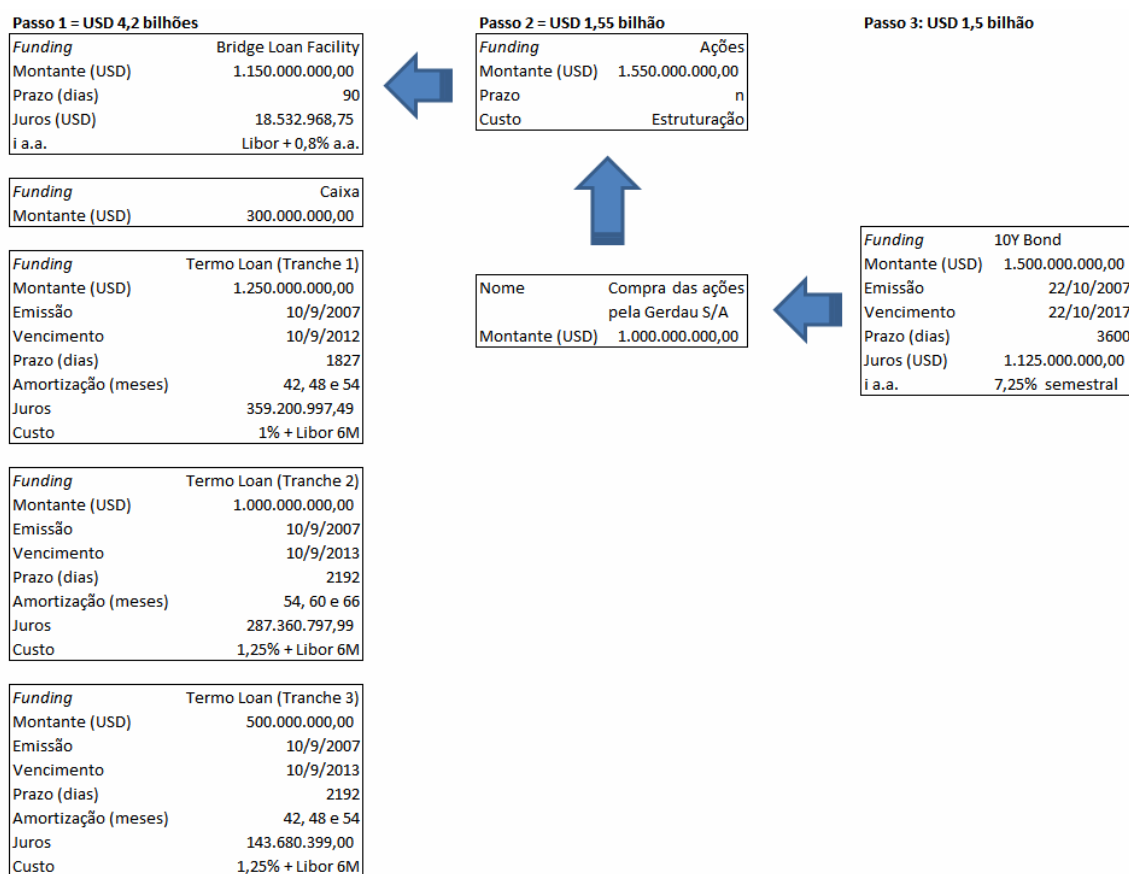 Passo 1 = USD 4,2 bilhões
Funding Bridge Loan Facility
Montante (USD) 1.150.000.000,00
Prazo (dias) 90
Juros (USD) 18.532.968,75
i a.a. Libor + 0,8% a.a.
Funding Caixa
Montante (USD) 300.000.000,00
Funding Termo Loan (Tranche 1)
Montante (USD) 1.250.000.000,00
Emissão 10/9/2007
Vencimento 10/9/2012
Prazo (dias) 1827
Amortização (meses) 42, 48 e 54
Juros 359.200.997,49
Custo 1% + Libor 6M
Funding Termo Loan (Tranche 2)
Montante (USD) 1.000.000.000,00
Emissão 10/9/2007
Vencimento 10/9/2013
Prazo (dias) 2192
Amortização (meses) 54, 60 e 66
Juros 287.360.797,99
Custo 1,25% + Libor 6M
Funding Termo Loan (Tranche 3)
Montante (USD) 500.000.000,00
Emissão 10/9/2007
Vencimento 10/9/2013
Prazo (dias) 2192
Amortização (meses) 42, 48 e 54
Juros 143.680.399,00
Custo 1,25% + Libor 6M
Passo 2 = USD 1,55 bilhão
Funding Ações
Montante (USD) 1.550.000.000,00
Prazo n
Custo Estruturação
Nome Compra das ações
pela Gerdau S/A
Montante (USD) 1.000.000.000,00
Passo 3: USD 1,5 bilhão
Funding 10Y Bond
Montante (USD) 1.500.000.000,00
Emissão 22/10/2007
Vencimento 22/10/2017
Prazo (dias) 3600
Juros (USD) 1.125.000.000,00
i a.a. 7,25% semestral